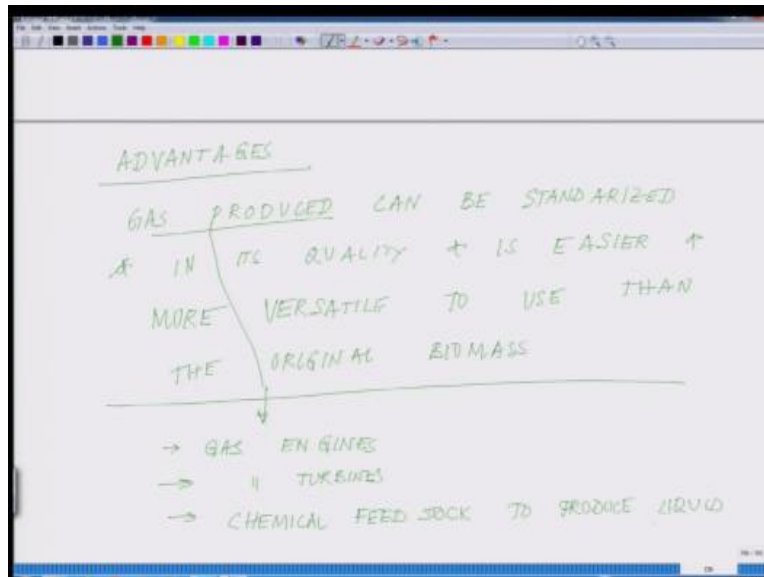 ADVANTAGES
GAS PRODUCED CAN BE STANDARIZED
IN ITS QUALITY + IS EASIER +
MORE VERSATILE TO USE THAN
THE ORIGINAL BIOMASS
→ GAS ENGINES
→ " TURBINES
→ CHEMICAL FEED STOCK TO PRODUCE LIQUID